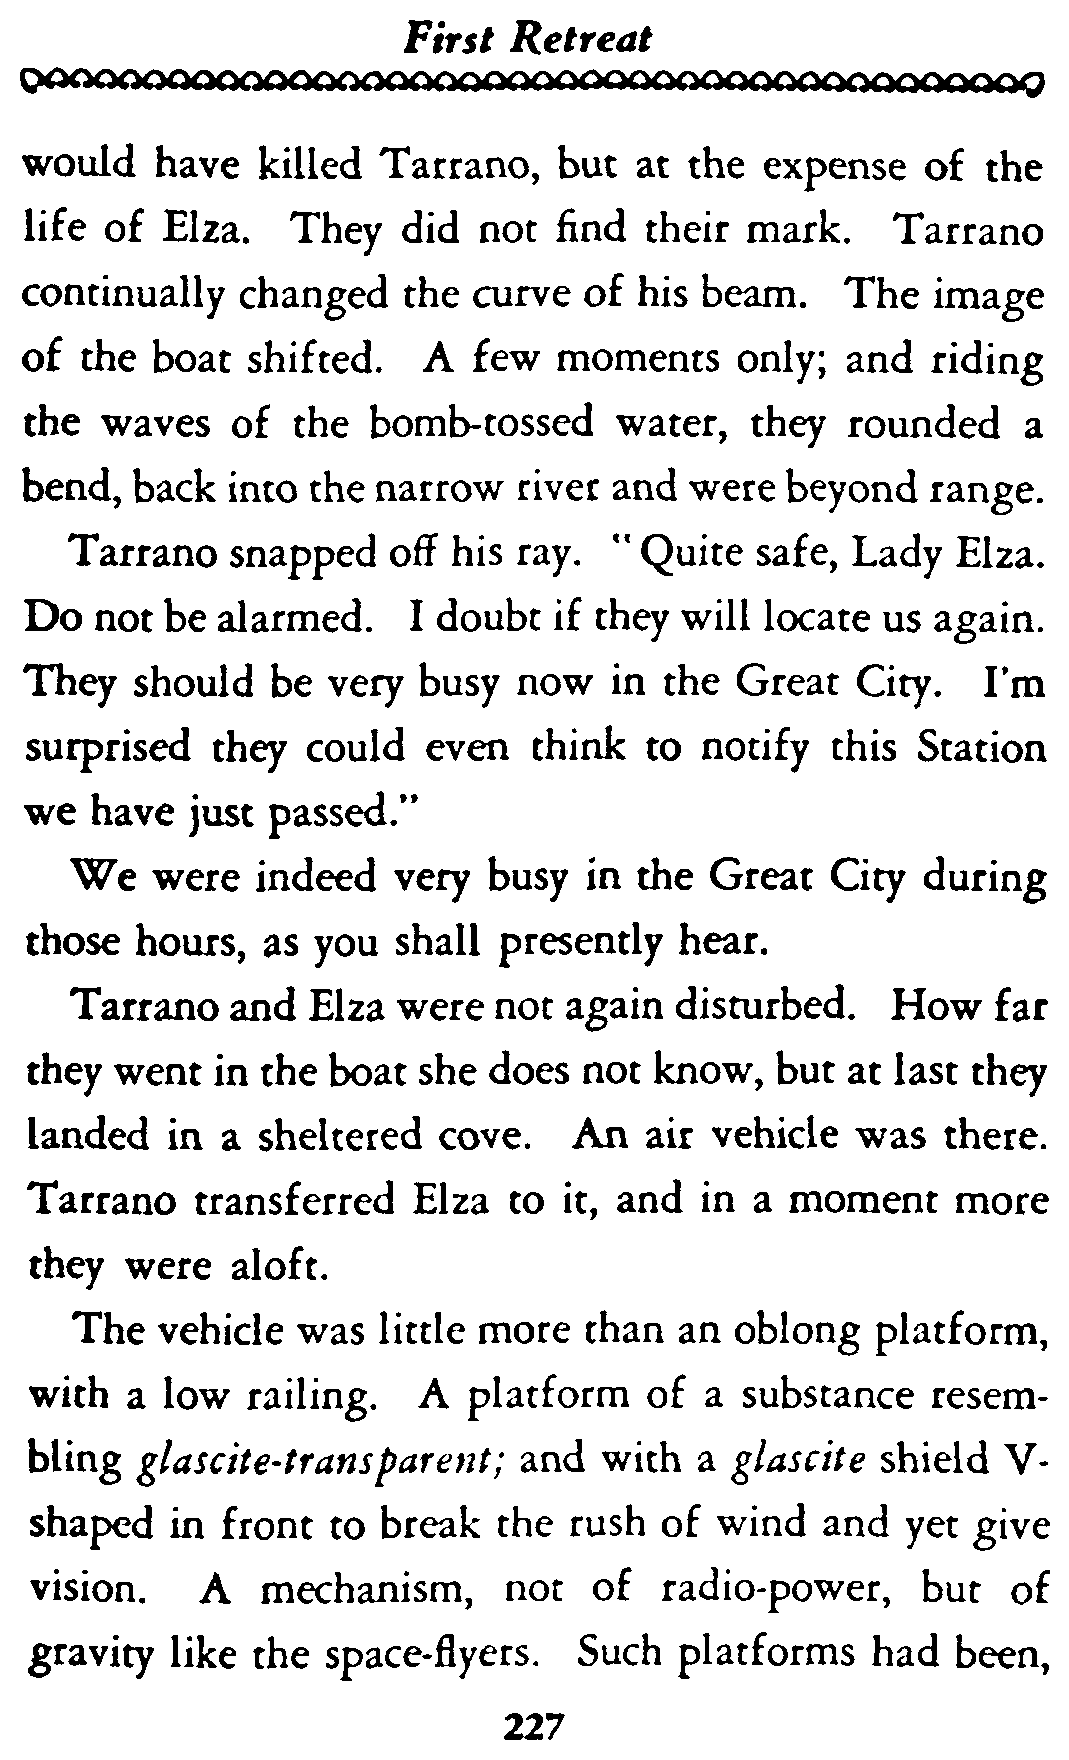 First Retreat
would have killed Tarrano, but at the expense of the
life of Elza. They did not find their mark. Tarrano
continually changed the curve of his beam. The image
of the boat shifted. A few moments only; and riding
the waves of the bomb-tossed water, they rounded a
bend, back into the narrow river and were beyond range.
Tarrano snapped off his ray. "Quite safe, Lady Elza.
Do not be alarmed. I doubt if they will locate us again.
They should be very busy now in the Great City. I'm
surprised they could even think to notify this Station
we have just passed."
We were indeed very busy in the Great City during
those hours, as you shall presently hear.
Tarrano and Elza were not again disturbed. How far
they went in the boat she does not know, but at last they
landed in a sheltered cove. An air vehicle was there.
Tarrano transferred Elza to it, and in a moment more
they were aloft.
The vehicle was little more than an oblong platform,
with a low railing. A platform of a substance resem-
bling glascite-transparent; and with a glascite shield V-
shaped in front to break the rush of wind and yet give
vision. A mechanism, not of radio-power, but of
gravity like the space-flyers. Such platforms had been,
227